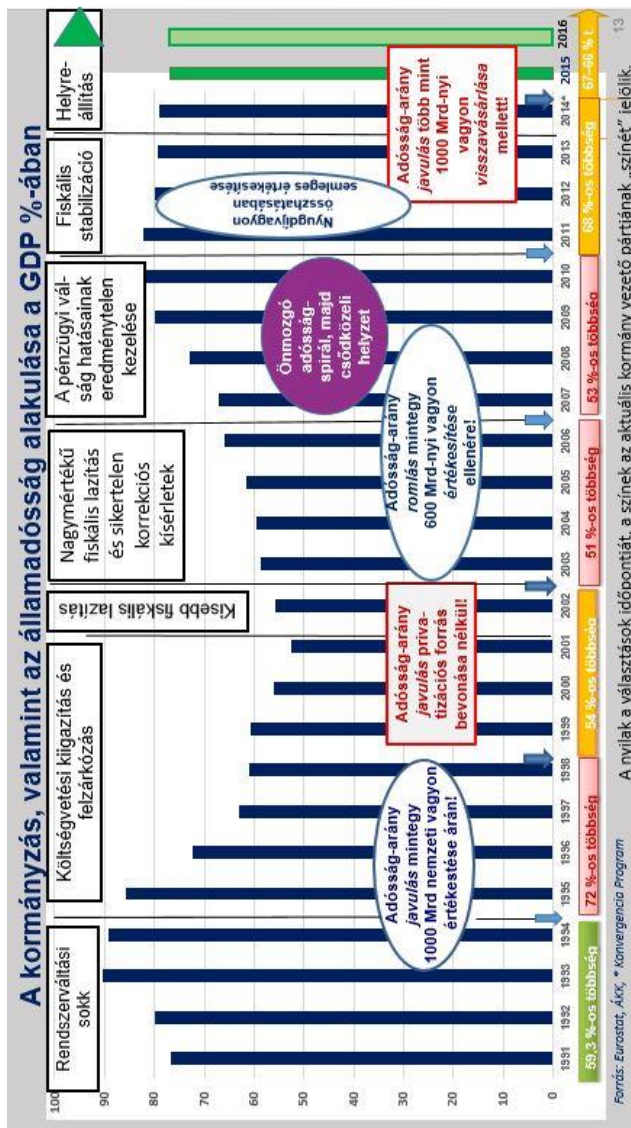 A kormányzás, valamint az államadósság alakulása a GDP %-ában
Rendszerváltási
sokk
Költségvetési kiigazítás és
felzárkózás
Kisebb fiskális lazítás
Nagymértékű
fiskális lazítás
és sikertelen
korrekciós
kísérletek
A pénzügyi vál-
ság hatásainak
eredménytelen
kezelése
Fiskális
stabilizáció
Helyre-
állítás
100
90
80
70
60
50
40
30
20
10
0
Adósság-arány
javulás mintegy
1000 Mrd nemzeti vagyon
értékestése árán!
Adósság-arány
javulás priva-
tizációs forrás
bevonása nélkül!
Adósság-arány
romlás mintegy
600 Mrd-nyi vagyon
értékesítése
ellenére!
Önmozgó
adósság-
spirál, majd
csődközeli
helyzet
Nyugdíjvagyon
összhatásában
semleges értékesítése
Adósság-arány
javulás több mint
1000 Mrd-nyi
vagyon
visszavásárlása
mellett!
1991 1992 1993 1994 1995 1996 1997 1998 1999 2000 2001 2002 2003 2004 2005 2006 2007 2008 2009 2010 2011 2012 2013 2014* 2015 2016
59,3 %-os többség
72 %-os többség
54 %-os többség
51 %-os többség
53 %-os többség
68 %-os többség
67–66 % t.
A nyilak a választások időpontját, a színek az aktuális kormány vezető pártjának „színét” jelölik.
Forrás: Eurostat, ÁKK, * Konvergencia Program
13